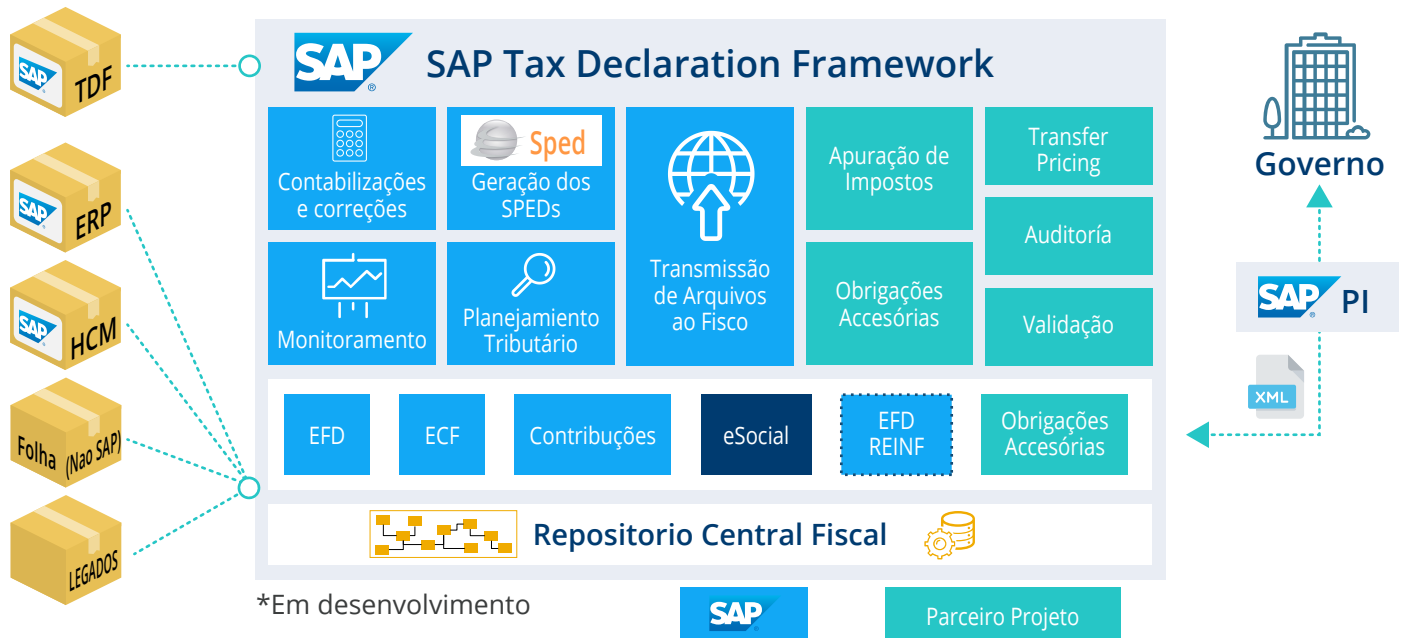 SAP
TDF
SAP
ERP
SAP
HCM
Folha
(Nao SAP)
LEGADOS
SAP®
SAP Tax Declaration Framework
Contabilizações
e correções
Sped
Geração dos
SPEDs
Monitoramento
Planejamiento
Tributário
Transmissão
de Arquivos
ao Fisco
Apuração de
Impostos
Obrigações
Accesórias
Transfer
Pricing
Auditoría
Validação
EFD
ECF
Contribuções
eSocial
EFD
REINF
Obrigações
Accesórias
Repositorio Central Fiscal
*Em desenvolvimento
SAP
Parceiro Projeto
Governo
SAP® PI
XML